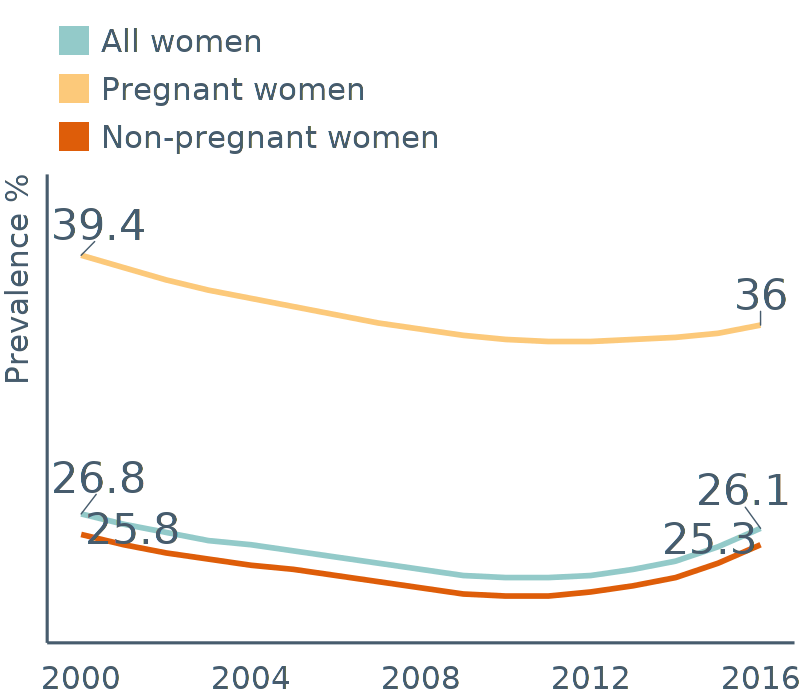 All women
Pregnant women
Non-pregnant women
Prevalence %
39.4
36
26.8
26.1
25.8
25.3
2000 2004 2008 2012 2016